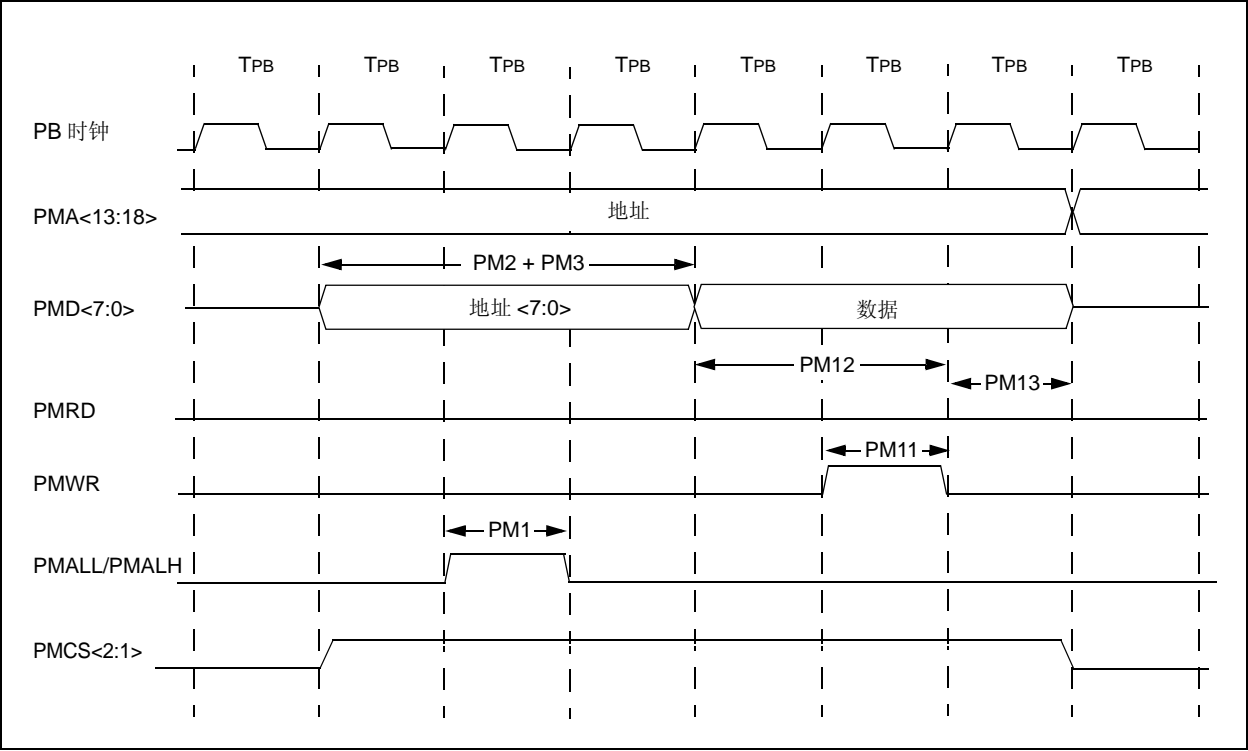 TPB TPB TPB TPB TPB TPB TPB TPB
PB 时钟
PMA<13:18>
地址
PM2 + PM3
PMD<7:0>
地址 <7:0>
数据
PM12
PM13
PMRD
PM11
PMWR
PM1
PMALL/PMALH
PMCS<2:1>